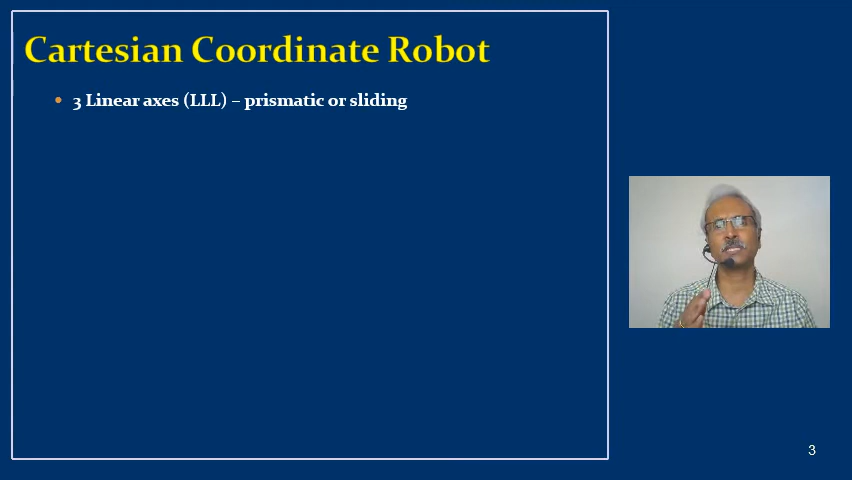 Cartesian Coordinate Robot
• 3 Linear axes (LLL) – prismatic or sliding
3